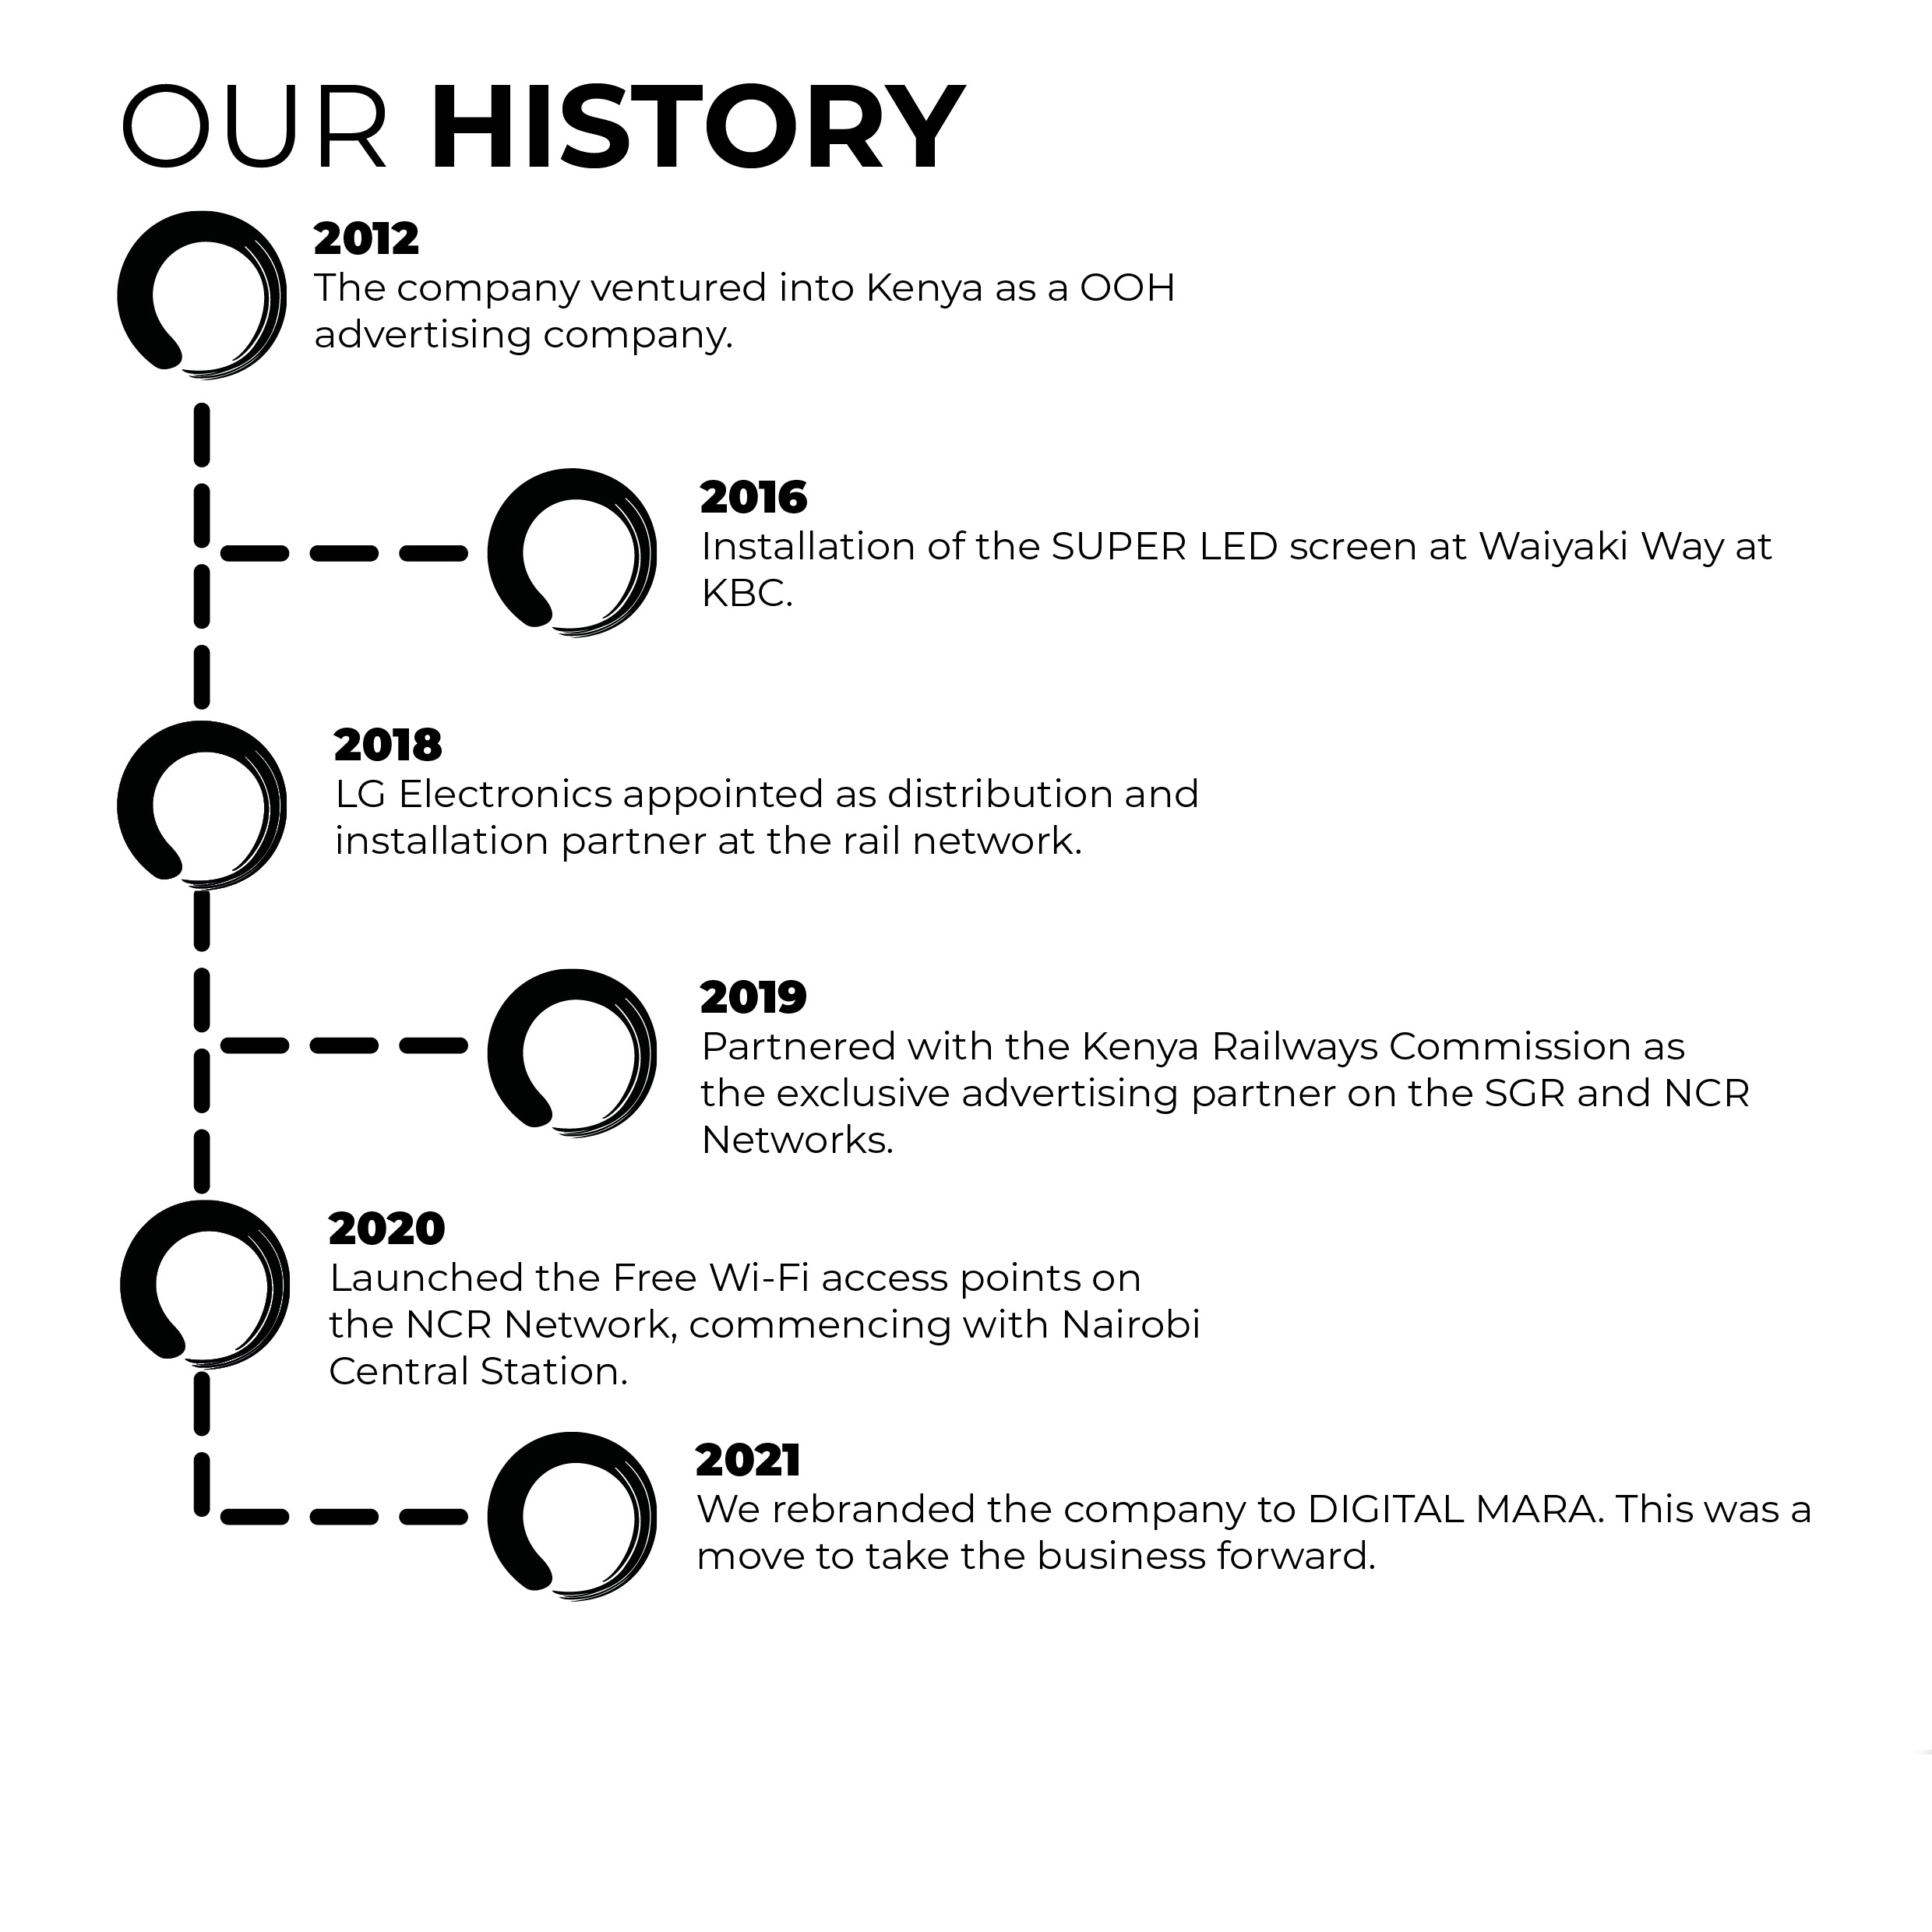 OUR HISTORY
2012
The company ventured into Kenya as a OOH
advertising company.
2016
Installation of the SUPER LED screen at Waiyaki Way at
KBC.
2018
LG Electronics appointed as distribution and
installation partner at the rail network.
2019
Partnered with the Kenya Railways Commission as
the exclusive advertising partner on the SGR and NCR
Networks.
2020
Launched the Free Wi-Fi access points on
the NCR Network, commencing with Nairobi
Central Station.
2021
We rebranded the company to DIGITAL MARA. This was a
move to take the business forward.